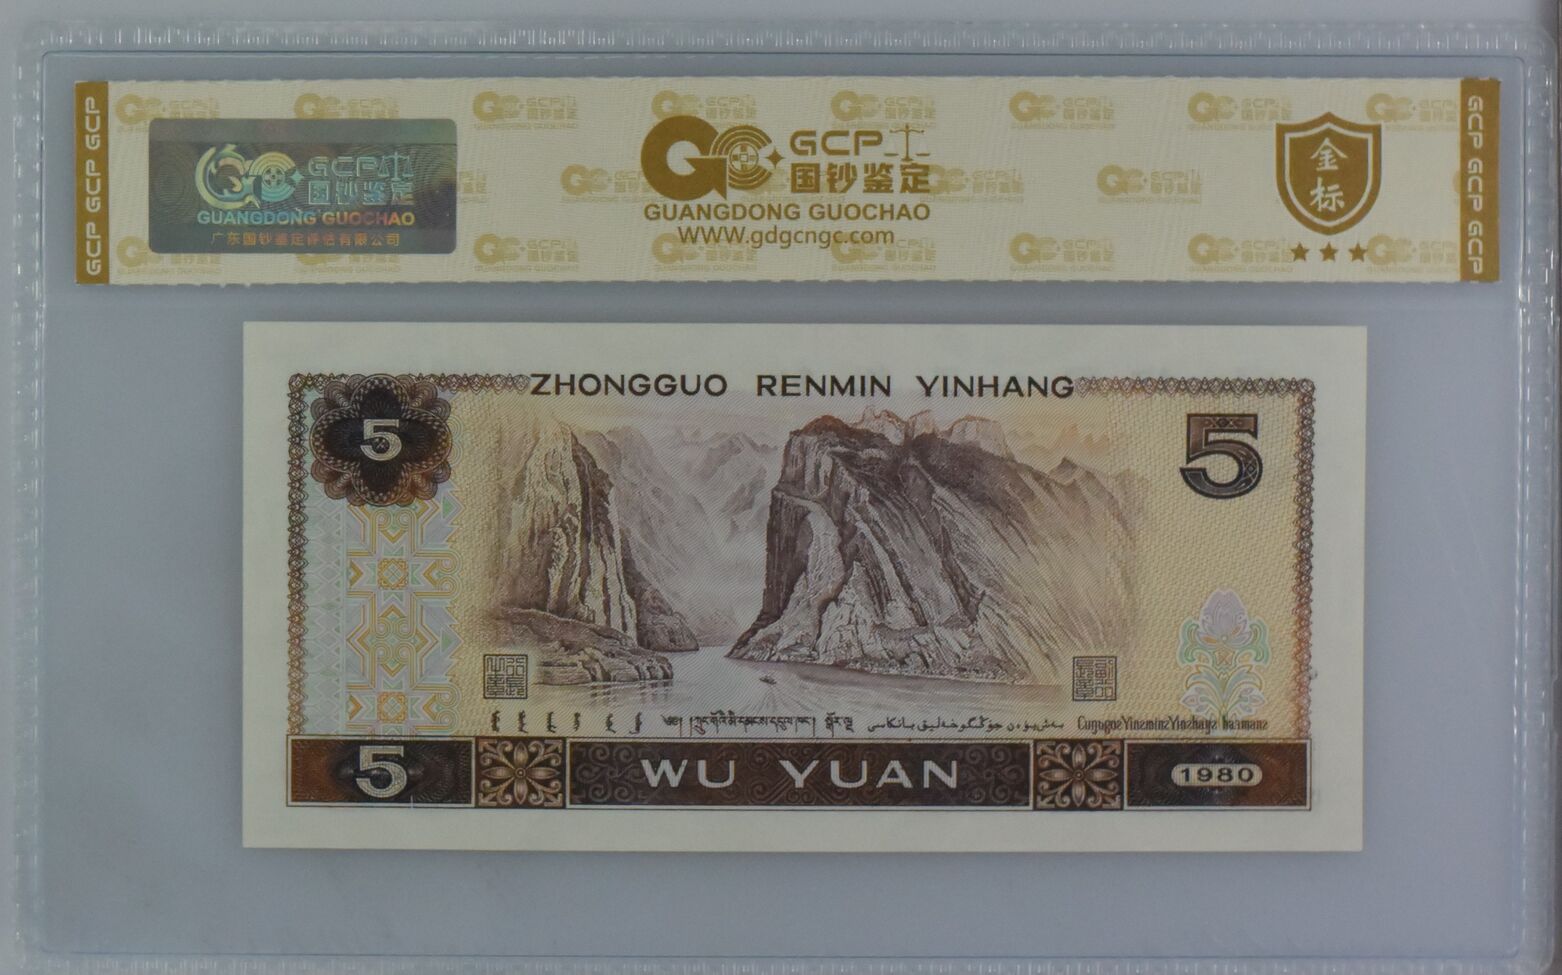 GCP GCP GCP
GCP
国钞鉴定
GUANGDONG GUOCHAO
广东国钞鉴定评估有限公司
GCP
国钞鉴定
GUANGDONG GUOCHAO
WWW.gdgcngc.com
金标
GCP GCP GCP
ZHONGGUO RENMIN YINHANG
5
5
5
WU YUAN
1980